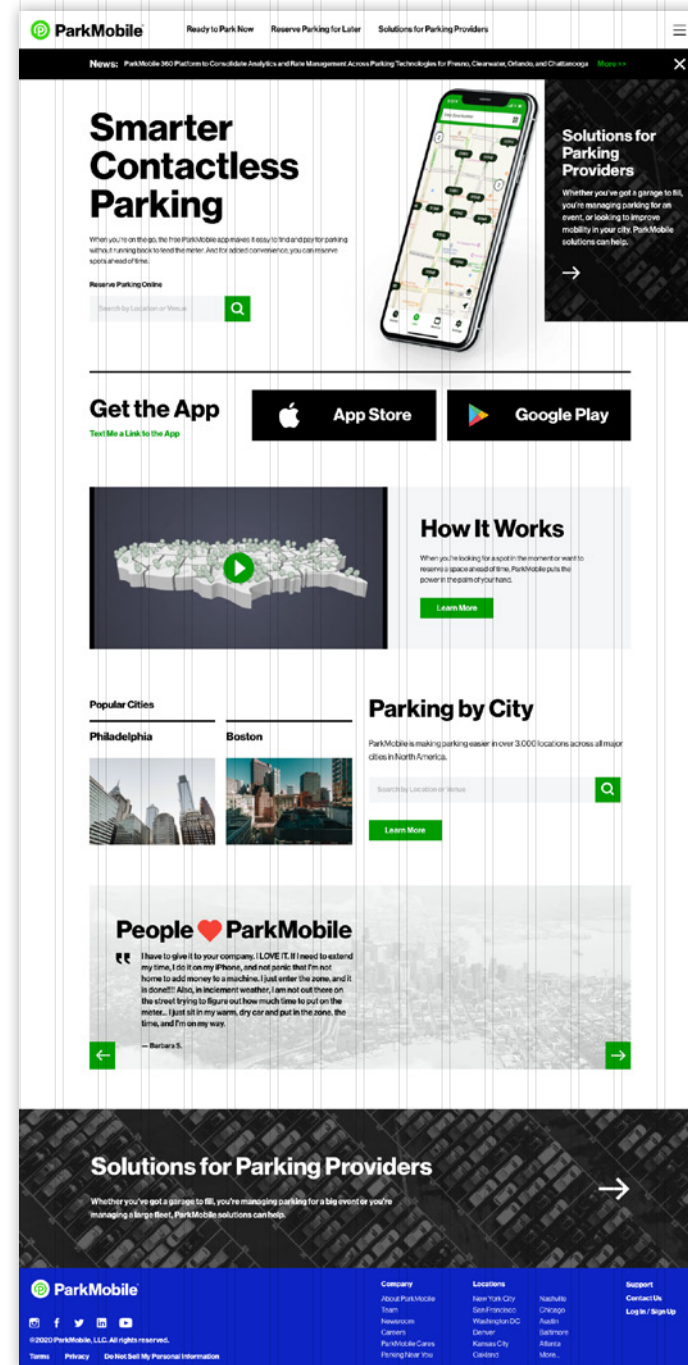 ParkMobile
Ready to Park Now Reserve Parking for Later Solutions for Parking Providers
News: ParkMobile 360 Platform to Consolidate Analytics and Rate Management Across Parking Technologies for Fresno, Clearwater, Orlando, and Chattanooga More >>
Smarter
Contactless
Parking
When you're on the go, the free ParkMobile app makes it easy to find and pay for parking
without running back to feed the meter. And for added convenience, you can reserve
spots ahead of time.
Reserve Parking Online
Search by Location or Venue
Solutions for
Parking
Providers
Whether you've got a garage to fill,
you're managing parking for an
event, or looking to improve
mobility in your city, ParkMobile
solutions can help.
Get the App
Text Me a Link to the App
App Store
Google Play
How It Works
When you're looking for a spot in the moment or want to
reserve a space ahead of time, ParkMobile puts the
power in the palm of your hand.
Learn More
Popular Cities
Philadelphia
Boston
Parking by City
ParkMobile is making parking easier in over 3,000 locations across all major
cities in North America.
Search by Location or Venue
Learn More
People ParkMobile
I have to give it to your company. I LOVE IT. If I need to extend
my time, I do it on my iPhone, and not panic that I'm not
home to add money to a machine. I just enter the zone, and it
is done!!!! Also, in inclement weather, I am not out there on
the street trying to figure out how much time to put on the
meter... I just sit in my warm, dry car and put in the zone, the
time, and I'm on my way.
— Barbara S.
Solutions for Parking Providers
Whether you've got a garage to fill, you're managing parking for a big event or you're
managing a large fleet, ParkMobile solutions can help.
ParkMobile
©2020 ParkMobile, LLC. All rights reserved.
Terms Privacy Do Not Sell My Personal Information
Company
About ParkMobile
Team
Newsroom
Careers
ParkMobile Cares
Parking Near You
Locations
New York City
San Francisco
Washington DC
Denver
Kansas City
Oakland
Nashville
Chicago
Austin
Baltimore
Atlanta
More...
Support
Contact Us
Log In / Sign Up